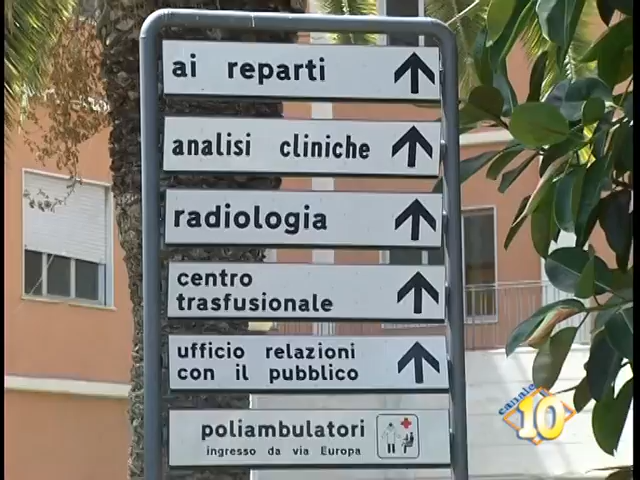 ai reparti
analisi cliniche
radiologia
centro
trasfusionale
ufficio relazioni
con il pubblico
poliambulatori
ingresso da via Europa
canale
10